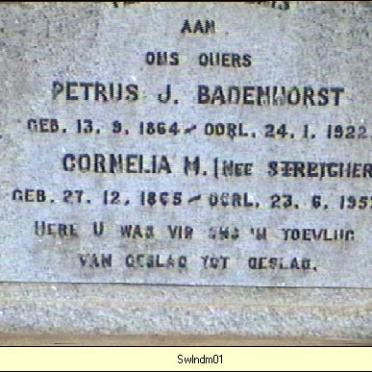 AAN
ONS OUERS
PETRUS J. BADENHORST
GEB. 13. 9. 1864 — OORL. 24. 1. 1922
CORNELIA M. (NEE STREICHER
GEB. 27. 12. 1865 — OORL. 23. 6. 195
HERE U WAS VIR ONS 'N TOEVLUG
VAN GESLAG TOT GESLAG.
Swlndm01